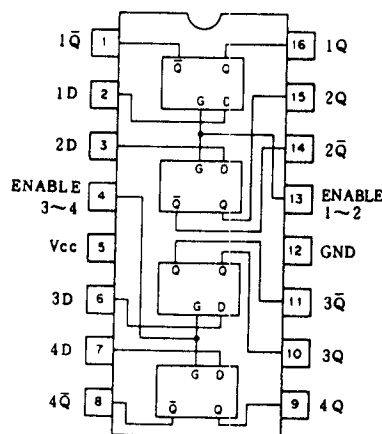 1Q̅ 1 Q̅ Q 16 1Q
1D 2 G D 15 2Q
2D 3 G D 14 2Q̅
ENABLE 3~4 4 Q̅ Q 13 ENABLE 1~2
Vcc 5 Q̅ Q 12 GND
3D 6 G D 11 3Q̅
4D 7 G D 10 3Q
4Q̅ 8 Q̅ Q 9 4Q